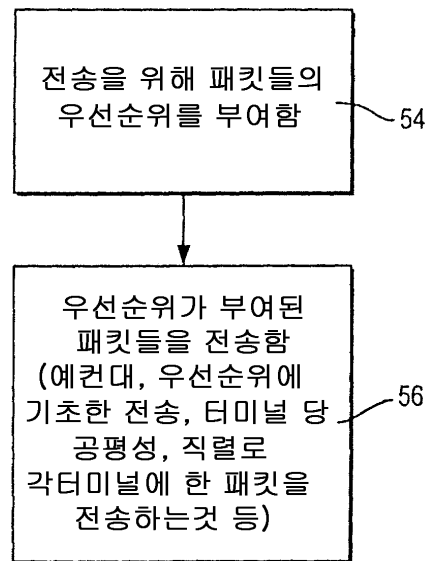 전송을 위해 패킷들의
우선순위를 부여함
54
우선순위가 부여된
패킷들을 전송함
(예컨대, 우선순위에
기초한 전송, 터미널 당
공평성, 직렬로
각터미널에 한 패킷을
전송하는것 등)
56